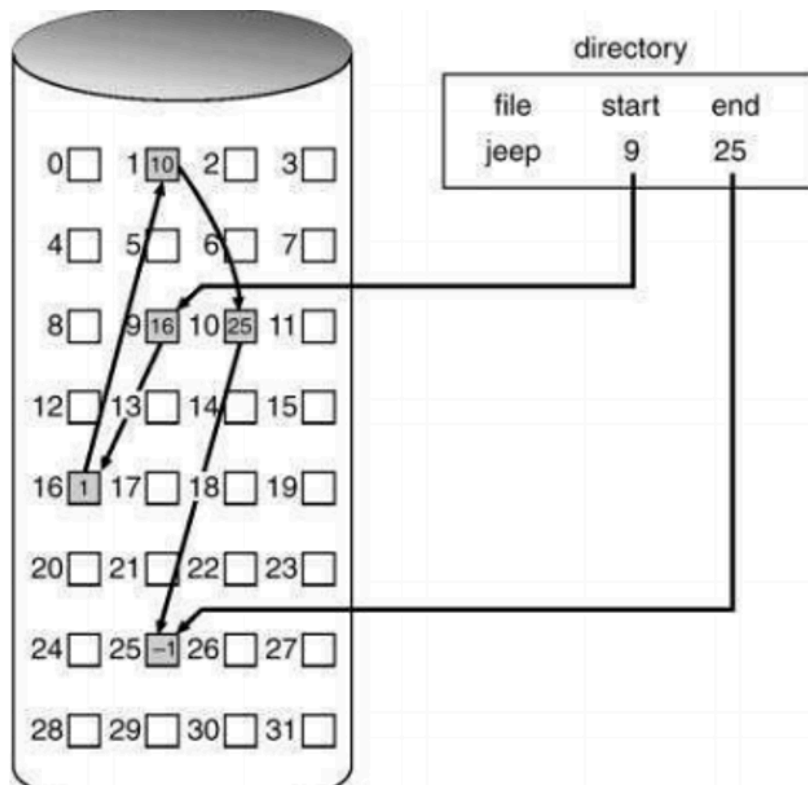 directory
file start end
jeep 9 25
0 1 10 2 3
4 5 6 7
8 9 16 10 25 11
12 13 14 15
16 1 17 18 19
20 21 22 23
24 25 -1 26 27
28 29 30 31